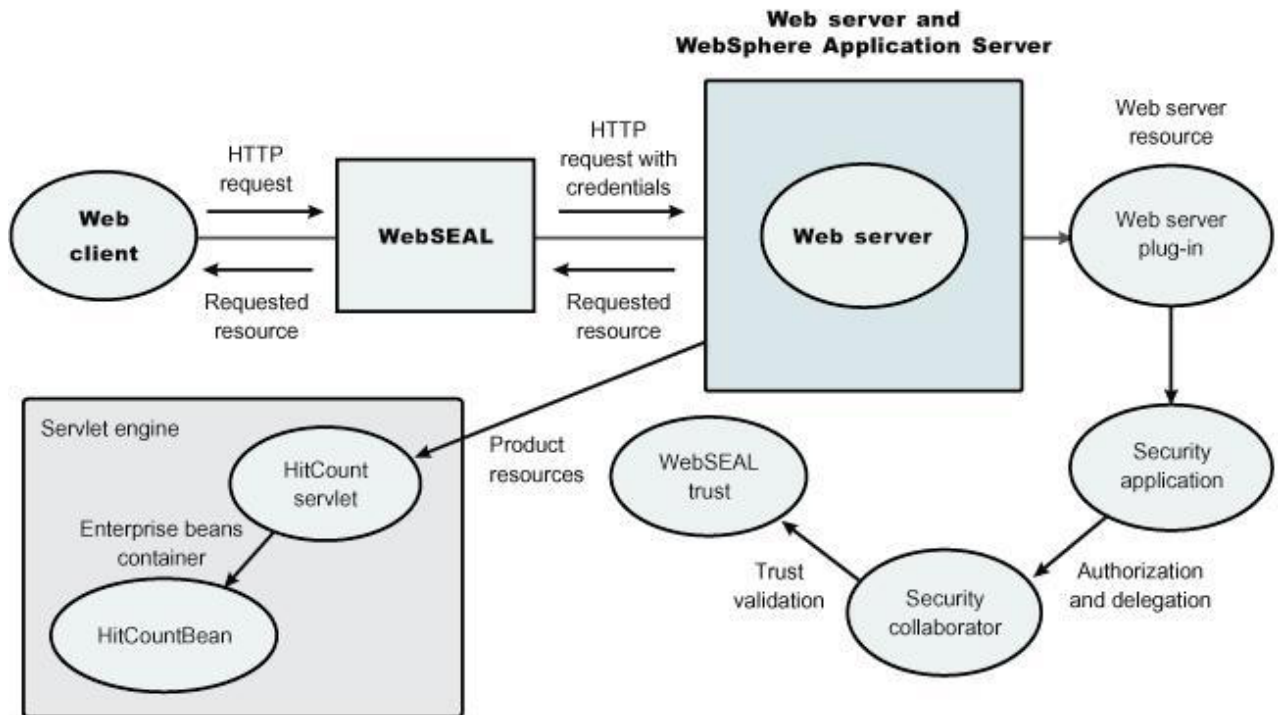 Web server and
WebSphere Application Server
Web server
resource
HTTP
request
HTTP
request with
credentials
Web
client
WebSEAL
Web server
Web server
plug-in
Requested
resource
Requested
resource
Servlet engine
HitCount
servlet
Product
resources
WebSEAL
trust
Security
application
Enterprise beans
container
Trust
validation
Authorization
and delegation
HitCountBean
Security
collaborator